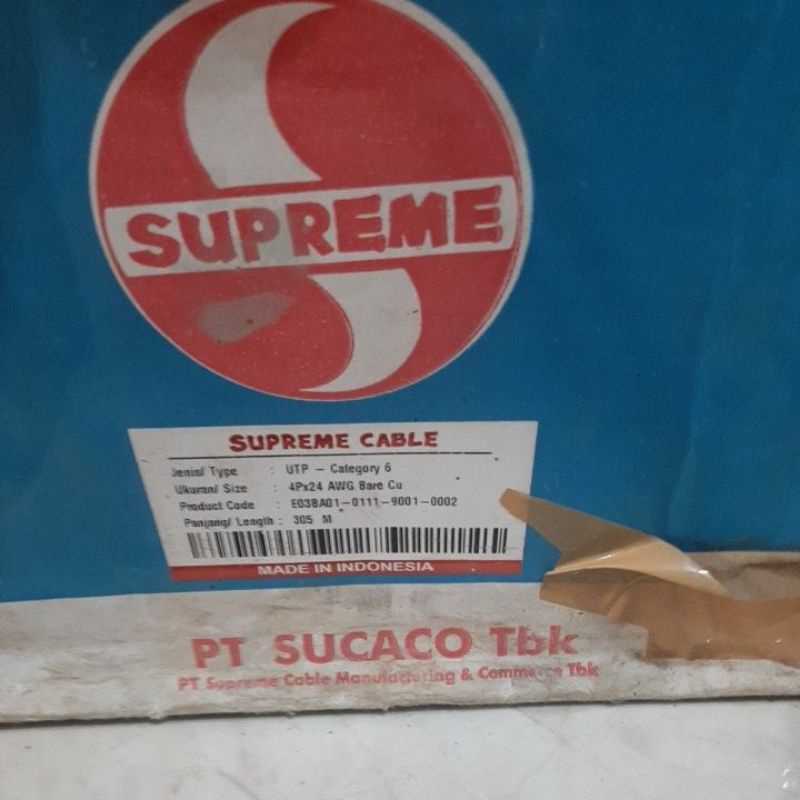 SUPREME
SUPREME CABLE
Jenis/ Type : UTP - Category 6
Ukuran/ Size : 4Px24 AWG Bare Cu
Product Code : E03BA01-0111-9001-0002
Panjang/ Length : 305 M
MADE IN INDONESIA
PT SUCACO Tbk
PT Supreme Cable Manufacturing & Commerce Tbk